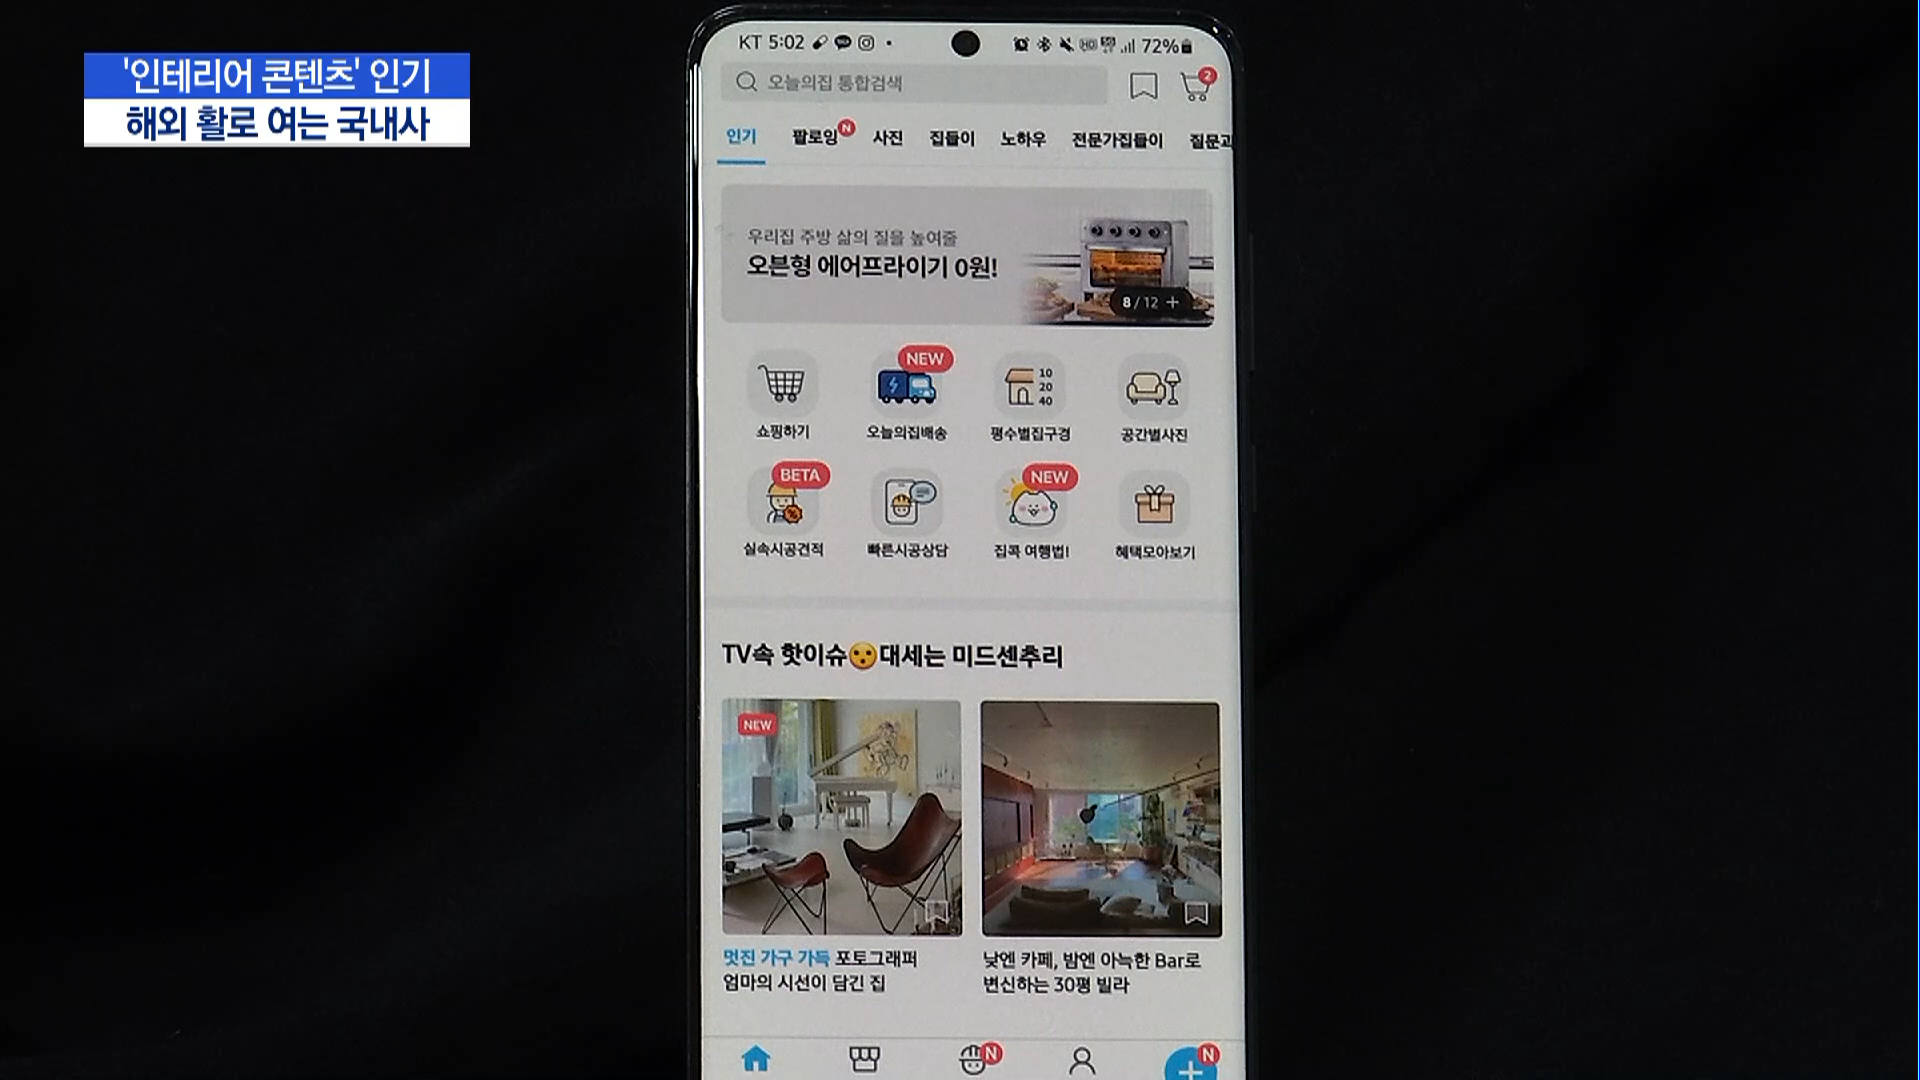 '인테리어 콘텐츠' 인기
해외 활로 여는 국내사
KT 5:02
72%
오늘의집 통합검색
2
인기 팔로잉 N 사진 집들이 노하우 전문가집들이 질문과
우리집 주방 삶의 질을 높여줄
오븐형 에어프라이기 0원!
8 / 12 +
NEW
10
20
40
쇼핑하기 오늘의집배송 평수별집구경 공간별사진
BETA NEW
실속시공견적 빠른시공상담 집콕 여행법! 혜택모아보기
TV속 핫이슈😮대세는 미드센추리
NEW
멋진 가구 가득 포토그래퍼
엄마의 시선이 담긴 집
낮엔 카페, 밤엔 아늑한 Bar로
변신하는 30평 빌라
N N